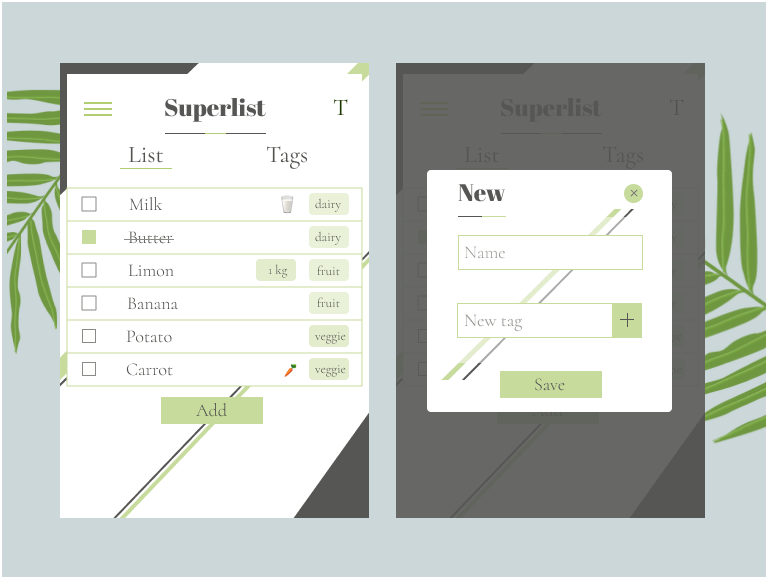 Superlist
T
List
Tags
Milk
dairy
Butter
dairy
Limon
1 kg
fruit
Banana
fruit
Potato
veggie
Carrot
veggie
Add
Superlist
T
List
Tags
New
Name
New tag
Save